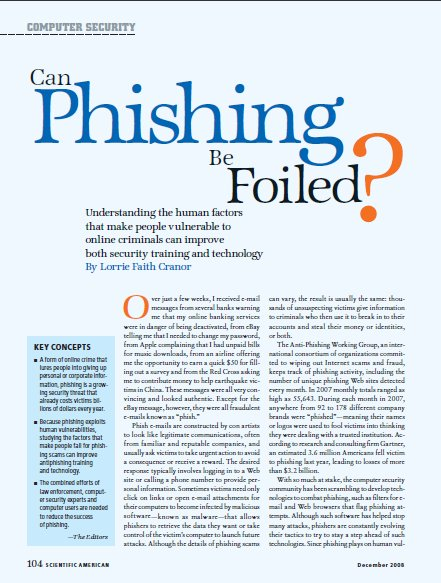 COMPUTER SECURITY
Can
Phishing
Be
Foiled?
Understanding the human factors
that make people vulnerable to
online criminals can improve
both security training and technology
By Lorrie Faith Cranor
KEY CONCEPTS
■ A form of online crime that
lures people into giving up
personal or corporate infor-
mation, phishing is a grow-
ing security threat that
already costs victims bil-
lions of dollars every year.
■ Because phishing exploits
human vulnerabilities,
studying the factors that
make people fall for phish-
ing scams can improve
antiphishing training
and technology.
■ The combined efforts of
law enforcement, comput-
er security experts and
computer users are needed
to reduce the success
of phishing.
—The Editors
Over just a few weeks, I received e-mail
messages from several banks warning
me that my online banking services
were in danger of being deactivated, from eBay
telling me that I needed to change my password,
from Apple complaining that I had unpaid bills
for music downloads, from an airline offering
me the opportunity to earn a quick $50 for fill-
ing out a survey and from the Red Cross asking
me to contribute money to help earthquake vic-
tims in China. These messages were all very con-
vincing and looked authentic. Except for the
eBay message, however, they were all fraudulent
e-mails known as "phish."
Phish e-mails are constructed by con artists
to look like legitimate communications, often
from familiar and reputable companies, and
usually ask victims to take urgent action to avoid
a consequence or receive a reward. The desired
response typically involves logging in to a Web
site or calling a phone number to provide per-
sonal information. Sometimes victims need only
click on links or open e-mail attachments for
their computers to become infected by malicious
software—known as malware—that allows
phishers to retrieve the data they want or take
control of the victim's computer to launch future
attacks. Although the details of phishing scams
can vary, the result is usually the same: thou-
sands of unsuspecting victims give information
to criminals who then use it to break in to their
accounts and steal their money or identities,
or both.
The Anti-Phishing Working Group, an inter-
national consortium of organizations commit-
ted to wiping out Internet scams and fraud,
keeps track of phishing activity, including the
number of unique phishing Web sites detected
every month. In 2007 monthly totals ranged as
high as 55,643. During each month in 2007,
anywhere from 92 to 178 different company
brands were "phished"—meaning their names
or logos were used to fool victims into thinking
they were dealing with a trusted institution. Ac-
cording to research and consulting firm Gartner,
an estimated 3.6 million Americans fell victim
to phishing last year, leading to losses of more
than $3.2 billion.
With so much at stake, the computer security
community has been scrambling to develop tech-
nologies to combat phishing, such as filters for e-
mail and Web browsers that flag phishing at-
tempts. Although such software has helped stop
many attacks, phishers are constantly evolving
their tactics to try to stay a step ahead of such
technologies. Since phishing plays on human vul-
104 SCIENTIFIC AMERICAN
December 2008